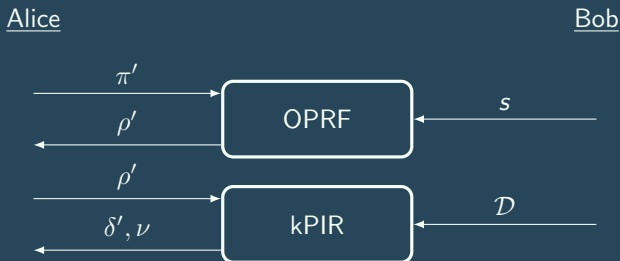 Alice Bob
π′
OPRF s
ρ′
ρ′
kPIR 𝒟
δ′, ν